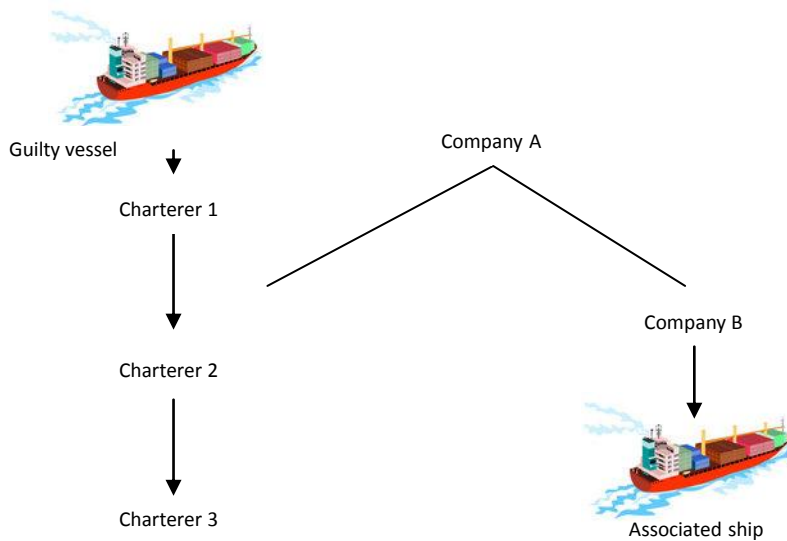 Guilty vessel
Company A
Charterer 1
Company B
Charterer 2
Charterer 3
Associated ship